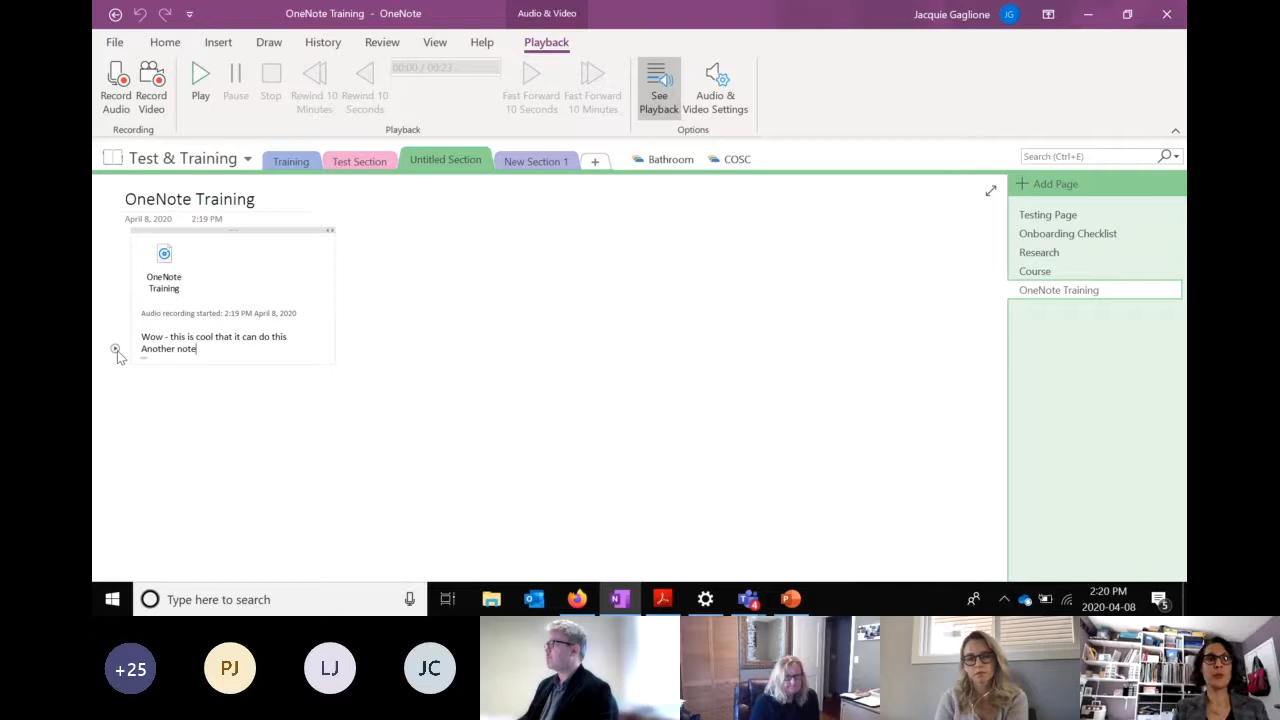 OneNote Training - OneNote
Audio & Video
Jacquie Gaglione
JG
File
Home
Insert
Draw
History
Review
View
Help
Playback
Record Audio
Record Video
Play
Pause
Stop
Rewind 10 Minutes
Rewind 10 Seconds
00:00 / 00:23
Fast Forward 10 Seconds
Fast Forward 10 Minutes
See Playback
Audio & Video Settings
Recording
Playback
Options
Test & Training
Training
Test Section
Untitled Section
New Section 1
Bathroom
COSC
Search (Ctrl+E)
Add Page
OneNote Training
April 8, 2020
2:19 PM
OneNote
Training
Audio recording started: 2:19 PM April 8, 2020
Wow - this is cool that it can do this
Another note
Testing Page
Onboarding Checklist
Research
Course
OneNote Training
Type here to search
4
2:20 PM
2020-04-08
5
+25
PJ
LJ
JC